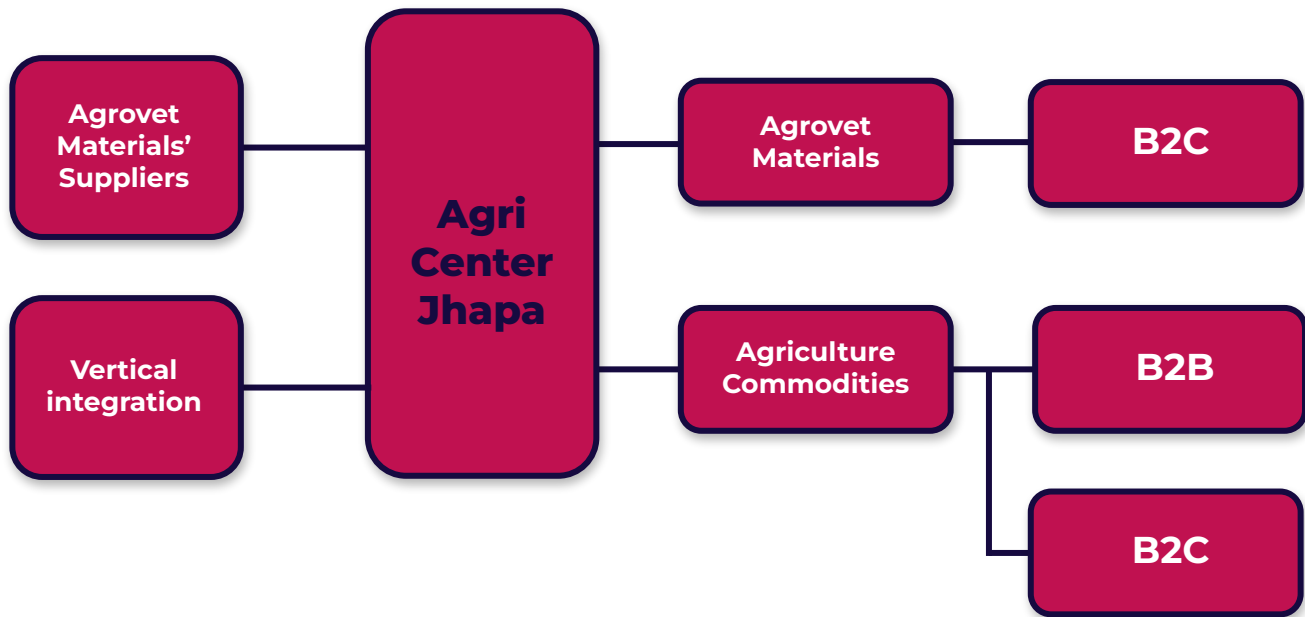 Agrovet
Materials’
Suppliers
Vertical
integration
Agri
Center
Jhapa
Agrovet
Materials
B2C
Agriculture
Commodities
B2B
B2C